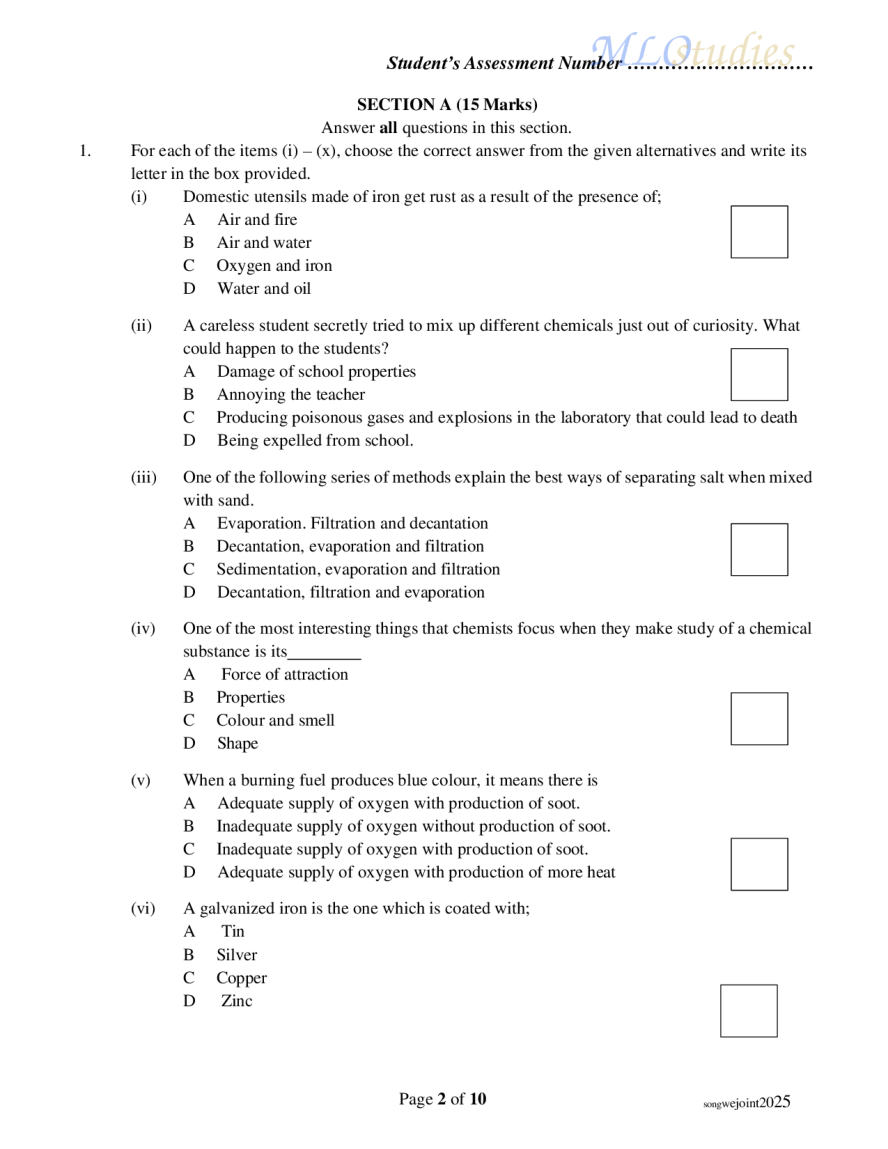 MLOstudies
Student's Assessment Number ……………………………
SECTION A (15 Marks)
Answer all questions in this section.
1. For each of the items (i) – (x), choose the correct answer from the given alternatives and write its
letter in the box provided.
(i) Domestic utensils made of iron get rust as a result of the presence of;
A Air and fire
B Air and water
C Oxygen and iron
D Water and oil
(ii) A careless student secretly tried to mix up different chemicals just out of curiosity. What
could happen to the students?
A Damage of school properties
B Annoying the teacher
C Producing poisonous gases and explosions in the laboratory that could lead to death
D Being expelled from school.
(iii) One of the following series of methods explain the best ways of separating salt when mixed
with sand.
A Evaporation. Filtration and decantation
B Decantation, evaporation and filtration
C Sedimentation, evaporation and filtration
D Decantation, filtration and evaporation
(iv) One of the most interesting things that chemists focus when they make study of a chemical
substance is its_________
A Force of attraction
B Properties
C Colour and smell
D Shape
(v) When a burning fuel produces blue colour, it means there is
A Adequate supply of oxygen with production of soot.
B Inadequate supply of oxygen without production of soot.
C Inadequate supply of oxygen with production of soot.
D Adequate supply of oxygen with production of more heat
(vi) A galvanized iron is the one which is coated with;
A Tin
B Silver
C Copper
D Zinc
Page 2 of 10
songwejoint2025